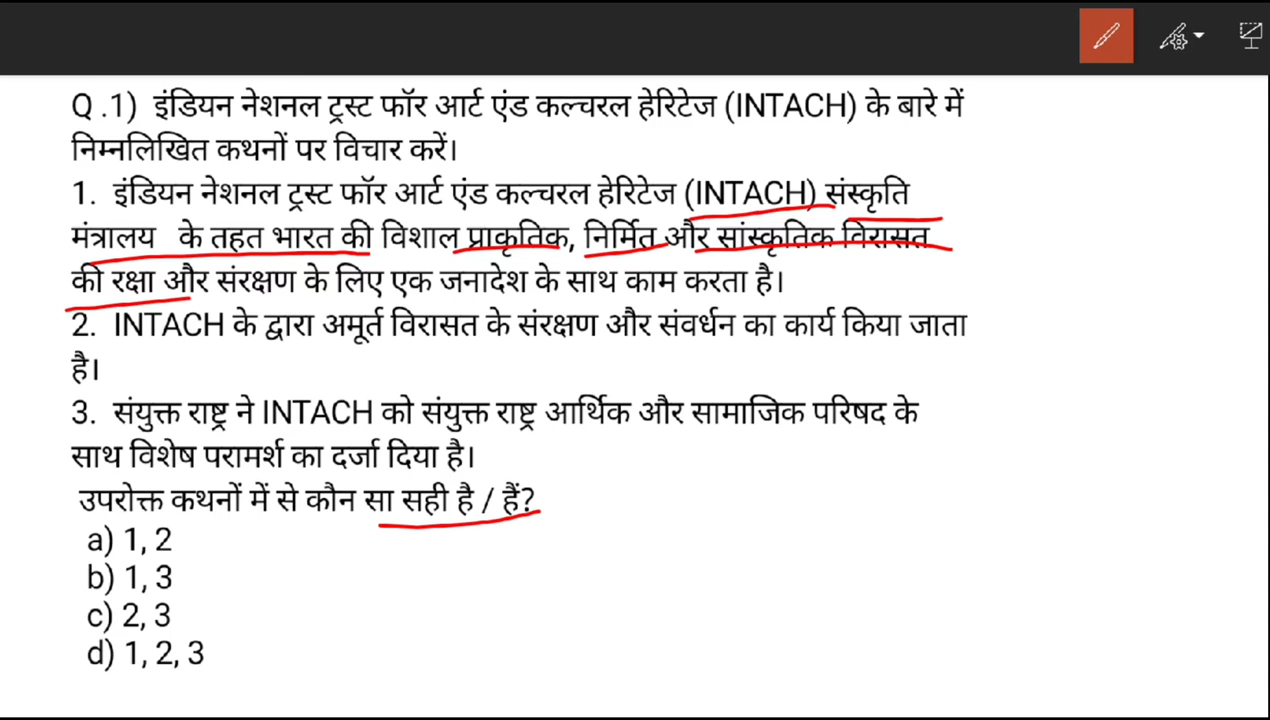 Q .1) इंडियन नेशनल ट्रस्ट फॉर आर्ट एंड कल्चरल हेरिटेज (INTACH) के बारे में
निम्नलिखित कथनों पर विचार करें।
1. इंडियन नेशनल ट्रस्ट फॉर आर्ट एंड कल्चरल हेरिटेज (INTACH) संस्कृति
मंत्रालय के तहत भारत की विशाल प्राकृतिक, निर्मित और सांस्कृतिक विरासत
की रक्षा और संरक्षण के लिए एक जनादेश के साथ काम करता है।
2. INTACH के द्वारा अमूर्त विरासत के संरक्षण और संवर्धन का कार्य किया जाता
है।
3. संयुक्त राष्ट्र ने INTACH को संयुक्त राष्ट्र आर्थिक और सामाजिक परिषद के
साथ विशेष परामर्श का दर्जा दिया है।
उपरोक्त कथनों में से कौन सा सही है / हैं?
a) 1, 2
b) 1, 3
c) 2, 3
d) 1, 2, 3